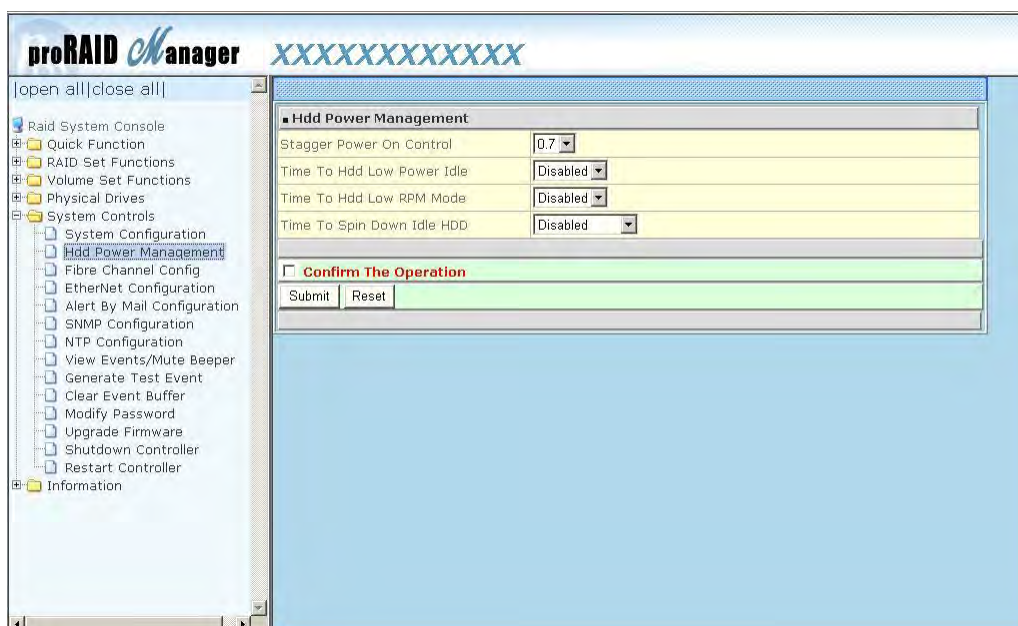 proRAID Manager XXXXXXXXXXXX
|open all|close all|
Raid System Console
Quick Function
RAID Set Functions
Volume Set Functions
Physical Drives
System Controls
System Configuration
Hdd Power Management
Fibre Channel Config
EtherNet Configuration
Alert By Mail Configuration
SNMP Configuration
NTP Configuration
View Events/Mute Beeper
Generate Test Event
Clear Event Buffer
Modify Password
Upgrade Firmware
Shutdown Controller
Restart Controller
Information
Hdd Power Management
Stagger Power On Control 0.7
Time To Hdd Low Power Idle Disabled
Time To Hdd Low RPM Mode Disabled
Time To Spin Down Idle HDD Disabled
Confirm The Operation
Submit Reset